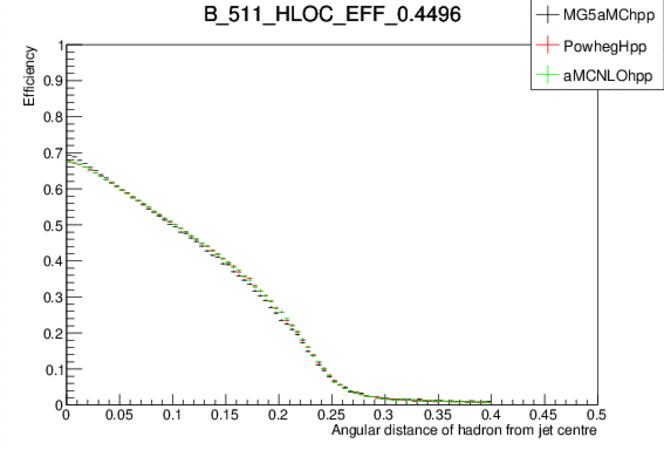 B_511_HLOC_EFF_0.4496
MG5aMChpp
PowhegHpp
aMCNLOhpp
Efficiency
1
0.9
0.8
0.7
0.6
0.5
0.4
0.3
0.2
0.1
0
0 0.05 0.1 0.15 0.2 0.25 0.3 0.35 0.4 0.45 0.5
Angular distance of hadron from jet centre